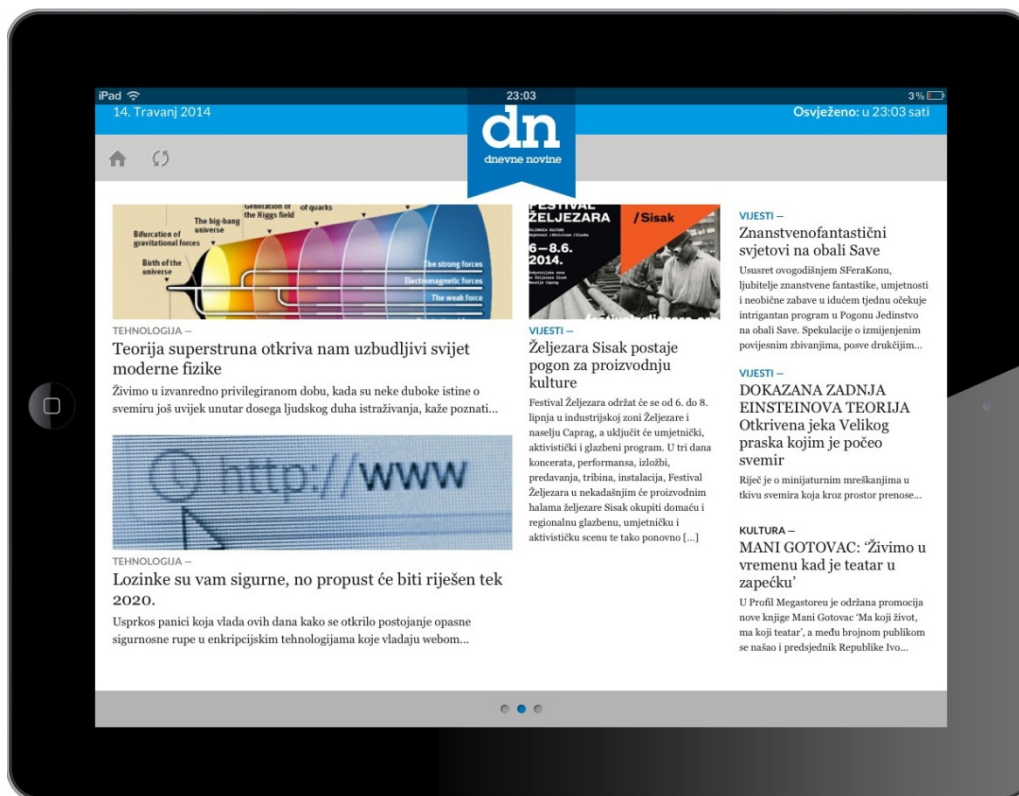 iPad
23:03
3%
14. Travanj 2014
dn
dnevne novine
Osvježeno: u 23:03 sati
Generation of
the Higgs field
of quarks
The big-bang
universe
Bifurcation of
gravitational forces
Birth of the
universe
The strong forces
Electromagnetic forces
The weak force
TEHNOLOGIJA —
Teorija superstruna otkriva nam uzbudljivi svijet
moderne fizike
Živimo u izvanredno privilegiranom dobu, kada su neke duboke istine o
svemiru još uvijek unutar dosega ljudskog duha istraživanja, kaže poznati...
http://www
TEHNOLOGIJA —
Lozinke su vam sigurne, no propust će biti riješen tek
2020.
Usprkos panici koja vlada ovih dana kako se otkrilo postojanje opasne
sigurnosne rupe u enkripcijskim tehnologijama koje vladaju webom...
FESTIVAL
ŽELJEZARA
/Sisak
6—8.6.
2014.
VIJESTI —
Željezara Sisak postaje
pogon za proizvodnju
kulture
Festival Željezara održat će se od 6. do 8.
lipnja u industrijskoj zoni Željezare i
naselju Caprag, a uključit će umjetnički,
aktivistički i glazbeni program. U tri dana
koncerata, performansa, izložbi,
predavanja, tribina, instalacija, Festival
Željezara u nekadašnjim će proizvodnim
halama željezare Sisak okupiti domaću i
regionalnu glazbenu, umjetničku i
aktivističku scenu te tako ponovno [...]
VIJESTI —
Znanstvenofantastični
svjetovi na obali Save
Ususret ovogodišnjem SFeraKonu,
ljubitelje znanstvene fantastike, umjetnosti
i neobične zabave u idućem tjednu očekuje
intrigantan program u Pogonu Jedinstvo
na obali Save. Spekulacije o izmijenjenim
povijesnim zbivanjima, posve drukčijim...
VIJESTI —
DOKAZANA ZADNJA
EINSTEINOVA TEORIJA
Otkrivena jeka Velikog
praska kojim je počeo
svemir
Riječ je o minijaturnim mreškanjima u
tkivu svemira koja kroz prostor prenose...
KULTURA —
MANI GOTOVAC: ‘Živimo u
vremenu kad je teatar u
zapećku’
U Profil Megastoreu je održana promocija
nove knjige Mani Gotovac ‘Ma koji život,
ma koji teatar’, a među brojnom publikom
se našao i predsjednik Republike Ivo...